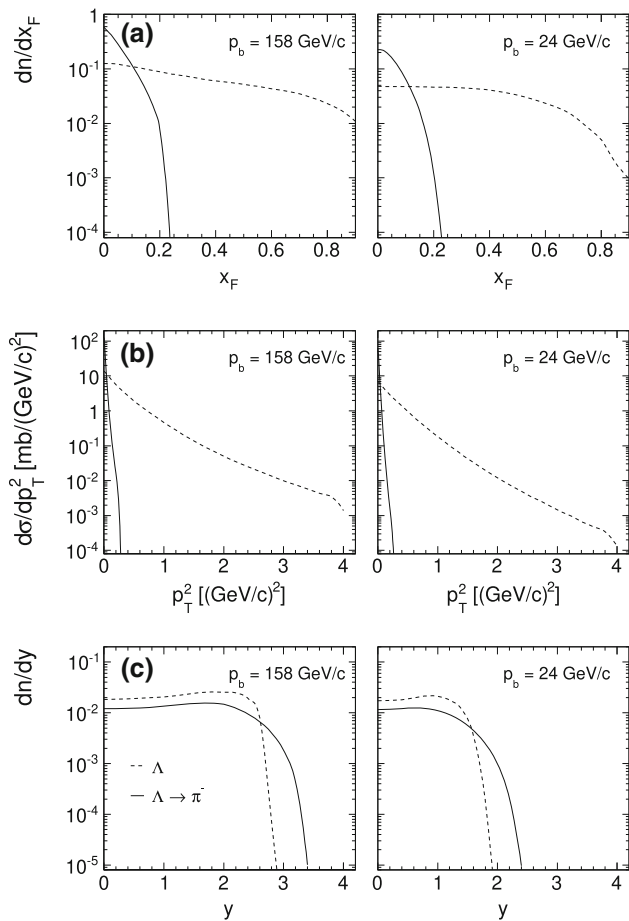 dn/dx_F
(a)
p_b = 158 GeV/c
p_b = 24 GeV/c
1
10^-1
10^-2
10^-3
10^-4
0 0.2 0.4 0.6 0.8
0 0.2 0.4 0.6 0.8
x_F
x_F
dσ/dp_T^2 [mb/(GeV/c)^2]
(b)
p_b = 158 GeV/c
p_b = 24 GeV/c
10^2
10
1
10^-1
10^-2
10^-3
10^-4
0 1 2 3 4
0 1 2 3 4
p_T^2 [(GeV/c)^2]
p_T^2 [(GeV/c)^2]
dn/dy
(c)
p_b = 158 GeV/c
p_b = 24 GeV/c
10^-1
10^-2
10^-3
10^-4
10^-5
Λ
Λ → π^-
0 1 2 3 4
0 1 2 3 4
y
y